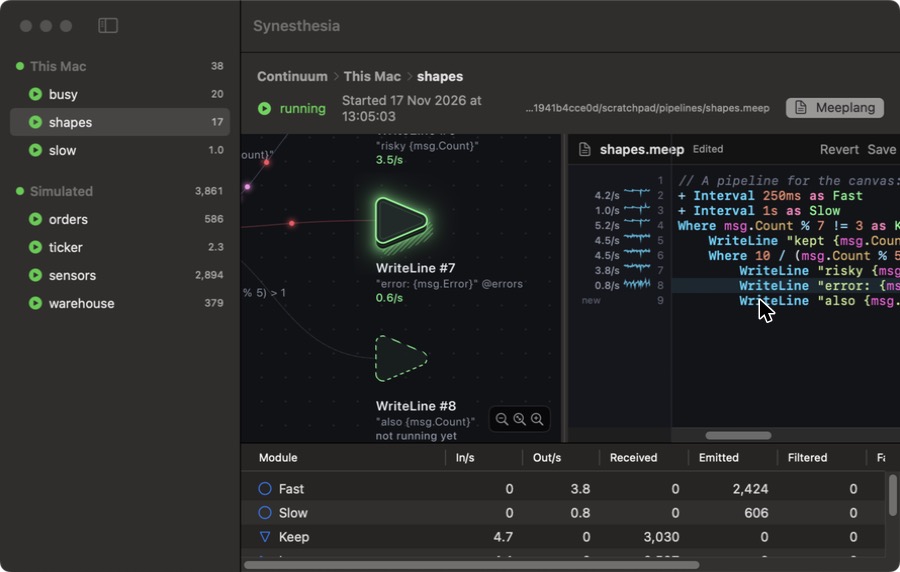 Synesthesia
This Mac 38
busy 20
shapes 17
slow 1.0
Simulated 3,861
orders 586
ticker 2.3
sensors 2,894
warehouse 379
Continuum > This Mac > shapes
running
Started 17 Nov 2026 at
13:05:03
...1941b4cce0d/scratchpad/pipelines/shapes.meep
Meeplang
ount}"
"risky {msg.Count}"
3.5/s
WriteLine #7
"error: {msg.Error}" @errors
0.6/s
% 5) > 1
WriteLine #8
"also {msg.Count}"
not running yet
shapes.meep Edited Revert Save
1 // A pipeline for the canvas:
4.2/s 2 + Interval 250ms as Fast
1.0/s 3 + Interval 1s as Slow
5.2/s 4 Where msg.Count % 7 != 3 as K
4.5/s 5 WriteLine "kept {msg.Coun
4.5/s 6 Where 10 / (msg.Count % 5
3.8/s 7 WriteLine "risky {msg
0.8/s 8 WriteLine "error: {ms
new 9 WriteLine "also {msg.
Module In/s Out/s Received Emitted Filtered
Fast 0 3.8 0 2,424 0
Slow 0 0.8 0 606 0
Keep 4.7 0 3,030 0 0